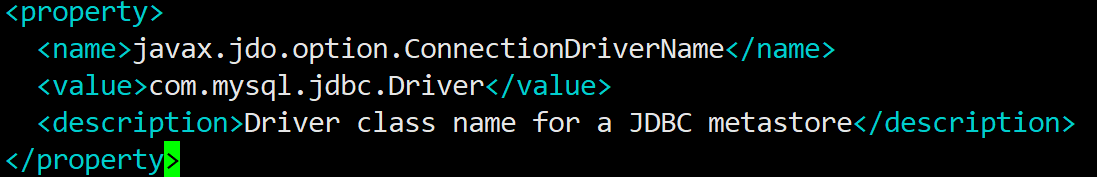 <property>
  <name>javax.jdo.option.ConnectionDriverName</name>
  <value>com.mysql.jdbc.Driver</value>
  <description>Driver class name for a JDBC metastore</description>
</property>